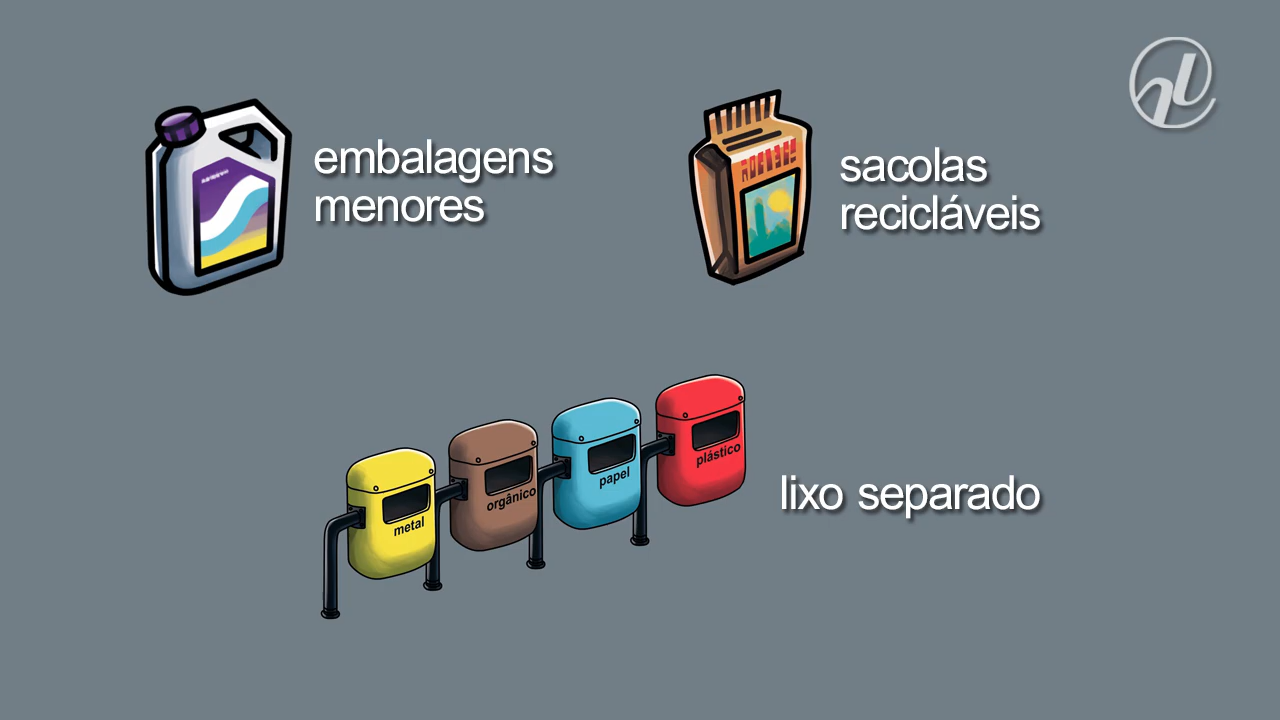 embalagens
menores
sacolas
recicláveis
metal
orgânico
papel
plástico
lixo separado